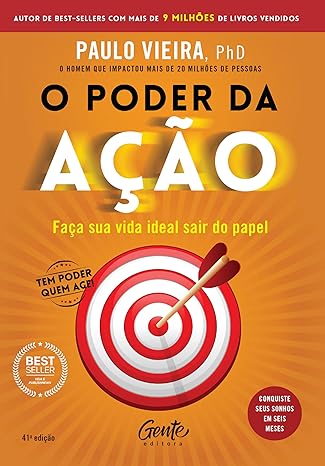 AUTOR DE BEST-SELLERS COM MAIS DE 9 MILHÕES DE LIVROS VENDIDOS
PAULO VIEIRA, PhD
O HOMEM QUE IMPACTOU MAIS DE 20 MILHÕES DE PESSOAS
O PODER DA
AÇÃO
Faça sua vida ideal sair do papel
TEM PODER
QUEM AGE!
BEST
SELLER
41ª edição
Gente
editora
CONQUISTE
SEUS SONHOS
EM SEIS
MESES